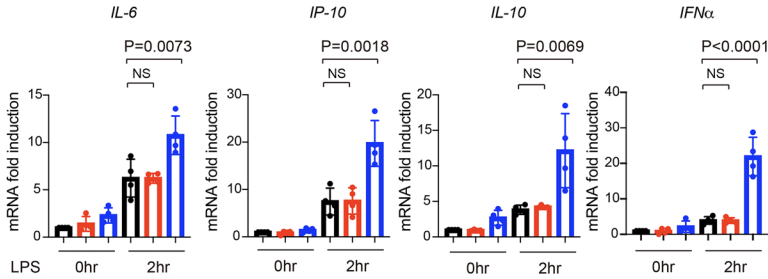 IL-6 IP-10 IL-10 IFNα
P=0.0073 P=0.0018 P=0.0069 P<0.0001
NS NS NS NS
mRNA fold induction mRNA fold induction mRNA fold induction mRNA fold induction
15 30 20 40
10 20 15 30
5 10 10 20
0 0 5 10
0 0
LPS 0hr 2hr 0hr 2hr 0hr 2hr 0hr 2hr